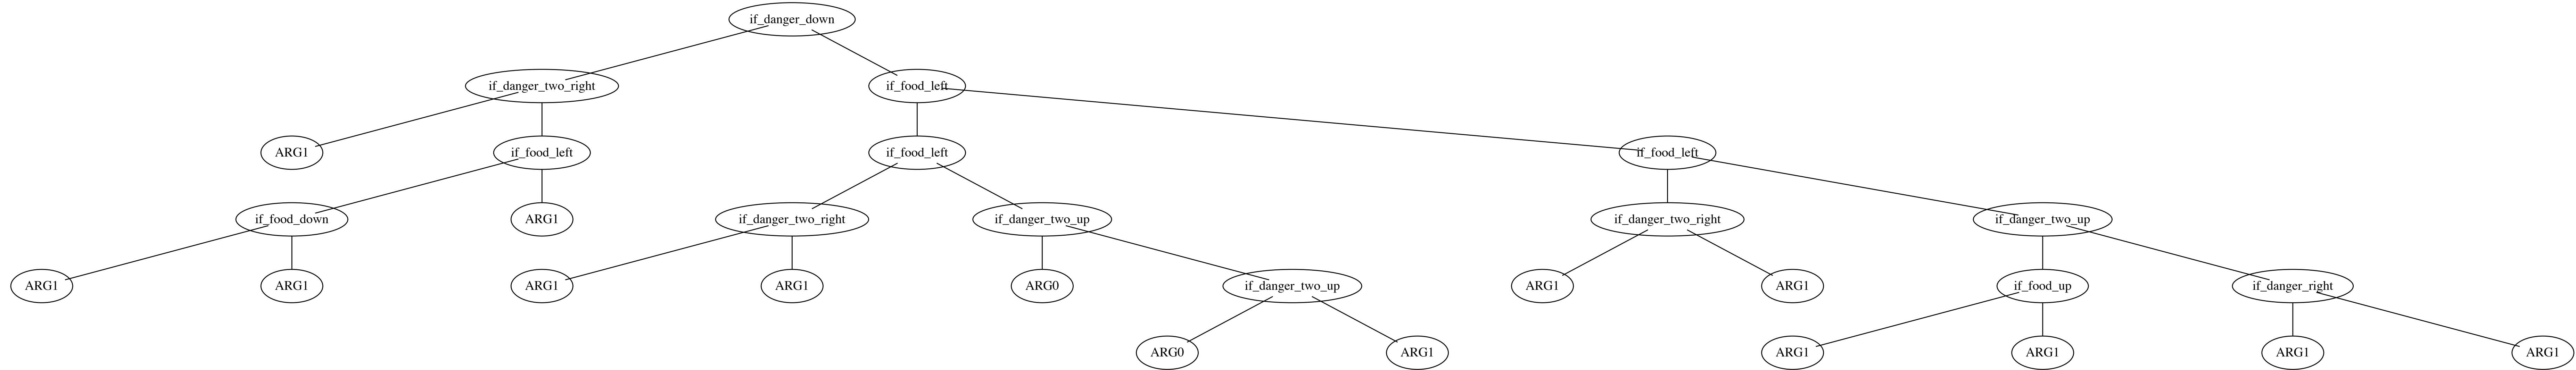 if_danger_down
if_danger_two_right
if_food_left
ARG1
if_food_left
if_food_left
if_food_left
if_food_down
ARG1
if_danger_two_right
if_danger_two_up
if_danger_two_right
if_danger_two_up
ARG1
ARG1
ARG1
ARG1
ARG0
if_danger_two_up
ARG1
ARG1
if_food_up
if_danger_right
ARG0
ARG1
ARG1
ARG1
ARG1
ARG1